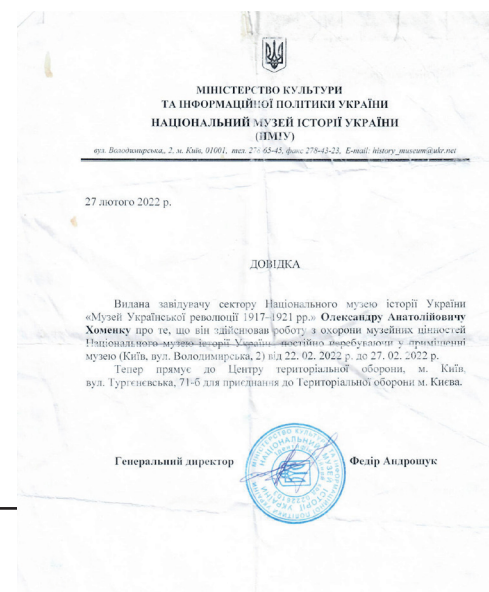 МІНІСТЕРСТВО КУЛЬТУРИ
ТА ІНФОРМАЦІЙНОЇ ПОЛІТИКИ УКРАЇНИ
НАЦІОНАЛЬНИЙ МУЗЕЙ ІСТОРІЇ УКРАЇНИ
(НМІУ)
вул. Володимирська, 2, м. Київ, 01001, тел. 278-65-45, факс 278-43-23, E-mail: history_museum@ukr.net
27 лютого 2022 р.
ДОВІДКА
Видана завідувачу сектору Національного музею історії України
«Музей Української революції 1917–1921 рр.» Олександру Анатолійовичу
Хоменку про те, що він здійснював роботу з охорони музейних цінностей
Національного музею історії України, постійно перебуваючи у приміщенні
музею (Київ, вул. Володимирська, 2) від 22. 02. 2022 р. до 27. 02. 2022 р.
Тепер прямує до Центру територіальної оборони, м. Київ,
вул. Тургенєвська, 71-б для приєднання до Територіальної оборони м. Києва.
Генеральний директор Федір Андрощук